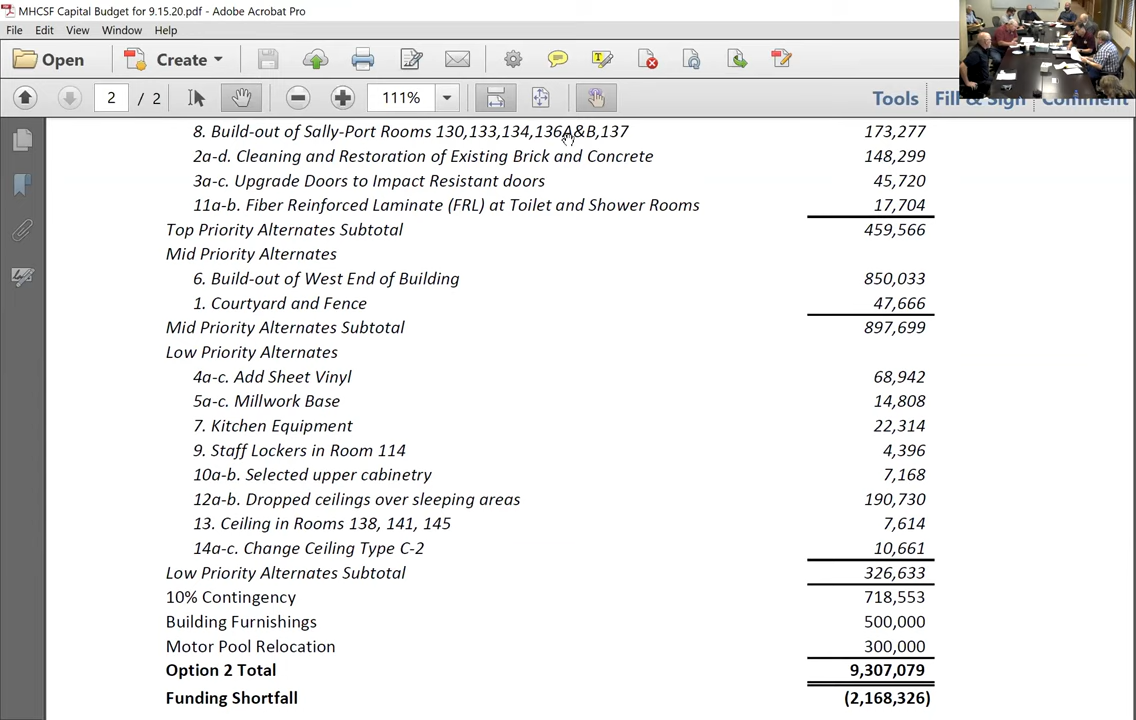 MHCSF Capital Budget for 9.15.20.pdf - Adobe Acrobat Pro
File Edit View Window Help
Open Create
2 / 2 111% Tools Fill & Sign Comment
8. Build-out of Sally-Port Rooms 130,133,134,136A&B,137 173,277
2a-d. Cleaning and Restoration of Existing Brick and Concrete 148,299
3a-c. Upgrade Doors to Impact Resistant doors 45,720
11a-b. Fiber Reinforced Laminate (FRL) at Toilet and Shower Rooms 17,704
Top Priority Alternates Subtotal 459,566
Mid Priority Alternates
6. Build-out of West End of Building 850,033
1. Courtyard and Fence 47,666
Mid Priority Alternates Subtotal 897,699
Low Priority Alternates
4a-c. Add Sheet Vinyl 68,942
5a-c. Millwork Base 14,808
7. Kitchen Equipment 22,314
9. Staff Lockers in Room 114 4,396
10a-b. Selected upper cabinetry 7,168
12a-b. Dropped ceilings over sleeping areas 190,730
13. Ceiling in Rooms 138, 141, 145 7,614
14a-c. Change Ceiling Type C-2 10,661
Low Priority Alternates Subtotal 326,633
10% Contingency 718,553
Building Furnishings 500,000
Motor Pool Relocation 300,000
Option 2 Total 9,307,079
Funding Shortfall (2,168,326)